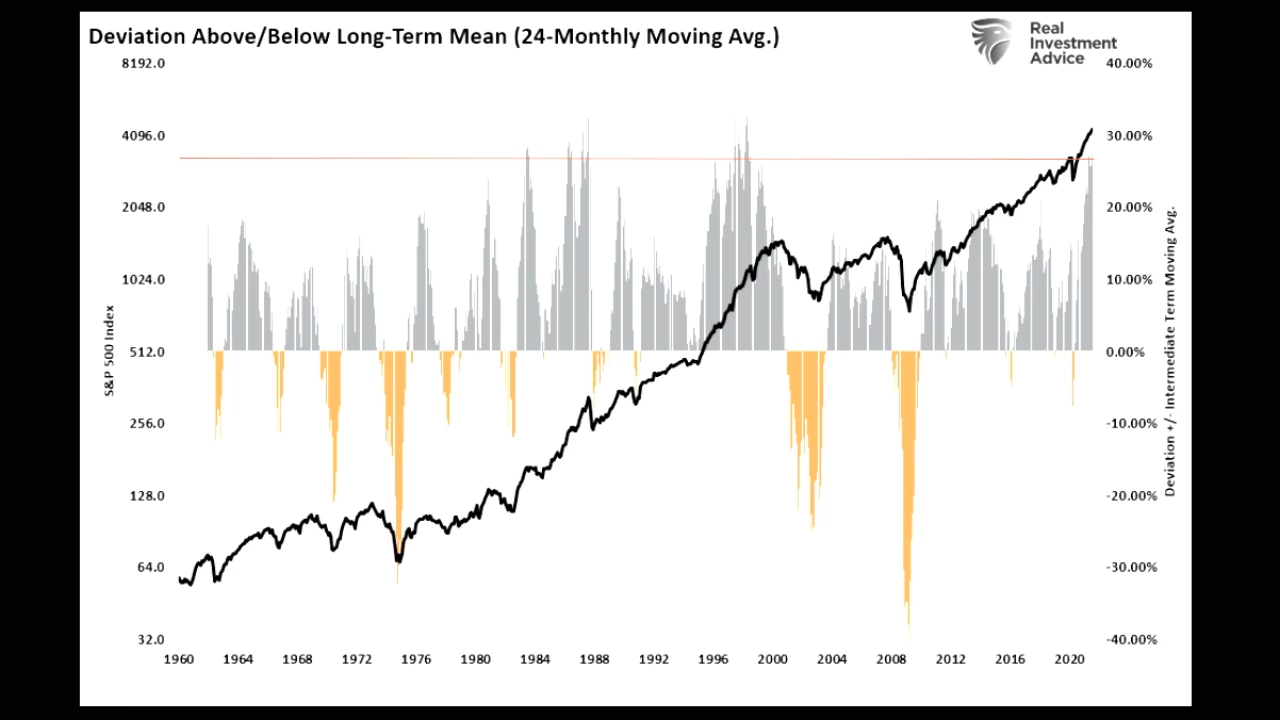 Deviation Above/Below Long-Term Mean (24-Monthly Moving Avg.)
Real
Investment
Advice
8192.0
4096.0
2048.0
1024.0
512.0
256.0
128.0
64.0
32.0
S&P 500 Index
40.00%
30.00%
20.00%
10.00%
0.00%
-10.00%
-20.00%
-30.00%
-40.00%
Deviation +/- Intermediate Term Moving Avg.
1960 1964 1968 1972 1976 1980 1984 1988 1992 1996 2000 2004 2008 2012 2016 2020